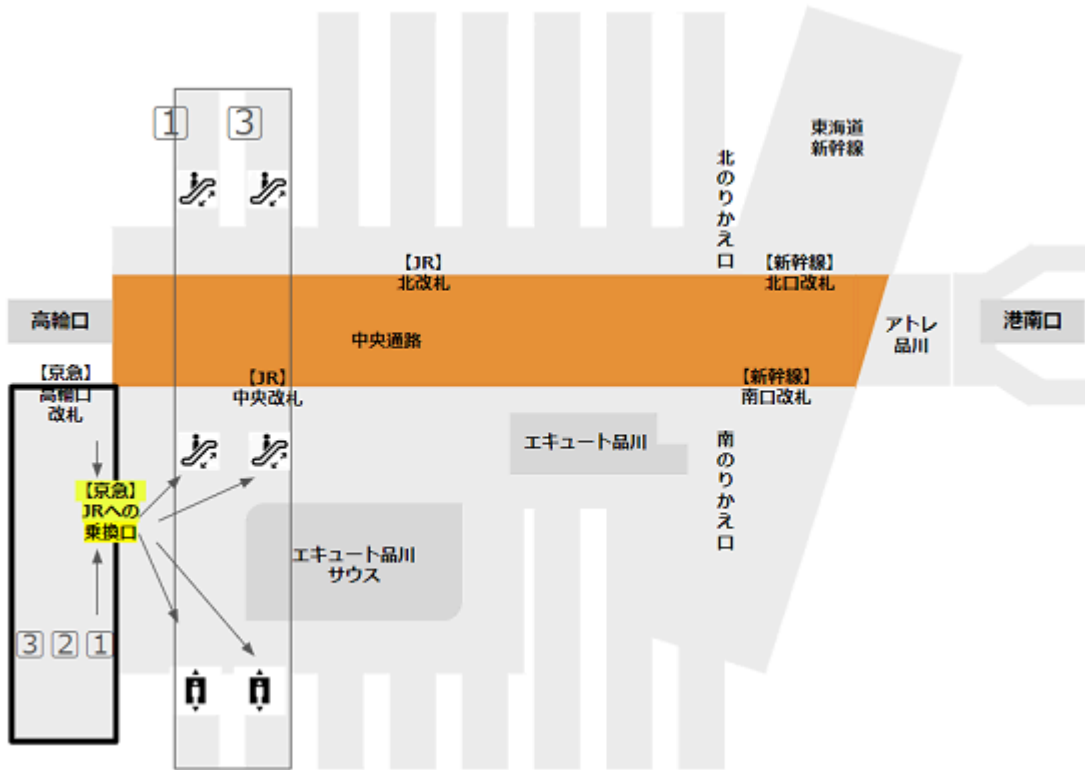 1
3
東海道
新幹線
北のりかえ口
【JR】
北改札
【新幹線】
北口改札
高輪口
中央通路
アトレ
品川
港南口
【京急】
高輪口
改札
【JR】
中央改札
【新幹線】
南口改札
エキュート品川
南のりかえ口
【京急】
JRへの
乗換口
エキュート品川
サウス
3 2 1